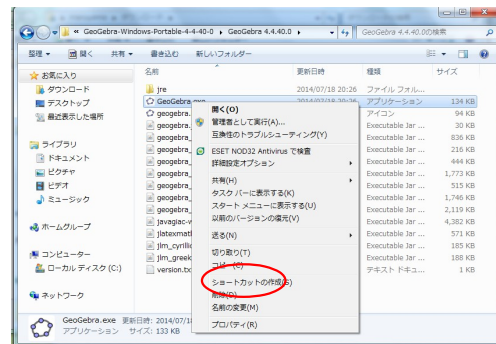 « GeoGebra-Windows-Portable-4-4-40-0 ▸ GeoGebra 4.4.40.0 ▸
GeoGebra 4.4.40.0の検索
整理 開く 共有 書き込む 新しいフォルダー
名前 更新日時 種類 サイズ
お気に入り
ダウンロード
デスクトップ
最近表示した場所
ライブラリ
ドキュメント
ピクチャ
ビデオ
ミュージック
ホームグループ
コンピューター
ローカル ディスク (C:)
ネットワーク
jre 2014/07/18 20:26 ファイル フォル...
GeoGebra.exe 2014/07/18 20:26 アプリケーション 134 KB
geogebra. アイコン 94 KB
geogebra. Executable Jar ... 30 KB
geogebra_ Executable Jar ... 836 KB
geogebra_ Executable Jar ... 216 KB
geogebra_ Executable Jar ... 444 KB
geogebra_ Executable Jar ... 1,773 KB
geogebra_ Executable Jar ... 515 KB
geogebra_ Executable Jar ... 1,746 KB
geogebra_ Executable Jar ... 2,119 KB
javagiac-w Executable Jar ... 4,382 KB
jlatexmath Executable Jar ... 571 KB
jlm_cyrillic Executable Jar ... 185 KB
jlm_greek Executable Jar ... 188 KB
version.tx テキスト ドキュ... 1 KB
開く(O)
管理者として実行(A)...
互換性のトラブルシューティング(Y)
ESET NOD32 Antivirus で検査
詳細設定オプション
共有(H)
タスク バーに表示する(K)
スタート メニューに表示する(U)
以前のバージョンの復元(V)
送る(N)
切り取り(T)
コピー(C)
ショートカットの作成(S)
削除(D)
名前の変更(M)
プロパティ(R)
GeoGebra.exe 更新日時: 2014/07/18
アプリケーション サイズ: 133 KB